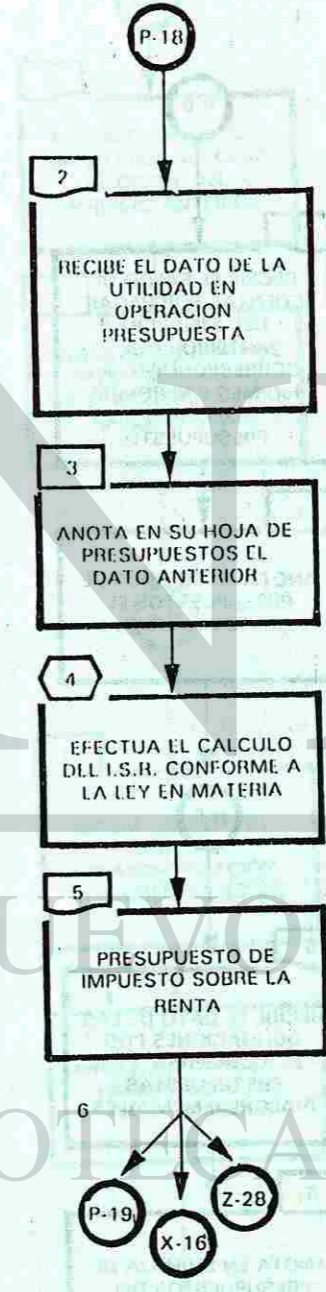 P-18
2
RECIBE EL DATO DE LA
UTILIDAD EN
OPERACION
PRESUPUESTA
3
ANOTA EN SU HOJA DE
PRESUPUESTOS EL
DATO ANTERIOR
4
EFECTUA EL CALCULO
DEL I.S.R. CONFORME A
LA LEY EN MATERIA
5
PRESUPUESTO DE
IMPUESTO SOBRE LA
RENTA
6
P-19
X-16
Z-28